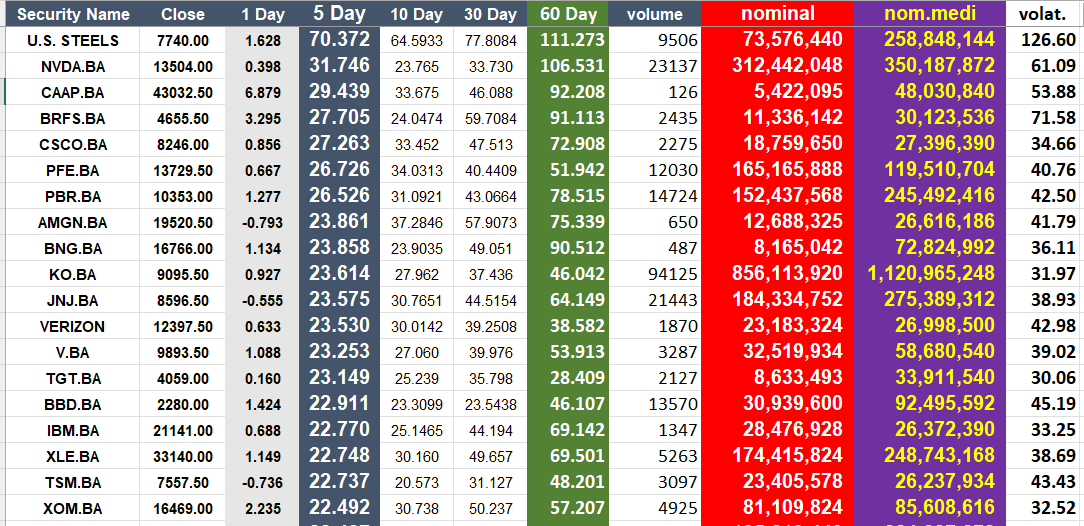 Security Name Close 1 Day 5 Day 10 Day 30 Day 60 Day volume nominal nom.medi volat.
U.S. STEELS 7740.00 1.628 70.372 64.5933 77.8084 111.273 9506 73,576,440 258,848,144 126.60
NVDA.BA 13504.00 0.398 31.746 23.765 33.730 106.531 23137 312,442,048 350,187,872 61.09
CAAP.BA 43032.50 6.879 29.439 33.675 46.088 92.208 126 5,422,095 48,030,840 53.88
BRFS.BA 4655.50 3.295 27.705 24.0474 59.7084 91.113 2435 11,336,142 30,123,536 71.58
CSCO.BA 8246.00 0.856 27.263 33.452 47.513 72.908 2275 18,759,650 27,396,390 34.66
PFE.BA 13729.50 0.667 26.726 34.0313 40.4409 51.942 12030 165,165,888 119,510,704 40.76
PBR.BA 10353.00 1.277 26.526 31.0921 43.0664 78.515 14724 152,437,568 245,492,416 42.50
AMGN.BA 19520.50 -0.793 23.861 37.2846 57.9073 75.339 650 12,688,325 26,616,186 41.79
BNG.BA 16766.00 1.134 23.858 23.9035 49.051 90.512 487 8,165,042 72,824,992 36.11
KO.BA 9095.50 0.927 23.614 27.962 37.436 46.042 94125 856,113,920 1,120,965,248 31.97
JNJ.BA 8596.50 -0.555 23.575 30.7651 44.5154 64.149 21443 184,334,752 275,389,312 38.93
VERIZON 12397.50 0.633 23.530 30.0142 39.2508 38.582 1870 23,183,324 26,998,500 42.98
V.BA 9893.50 1.088 23.253 27.060 39.976 53.913 3287 32,519,934 58,680,540 39.02
TGT.BA 4059.00 0.160 23.149 25.239 35.798 28.409 2127 8,633,493 33,911,540 30.06
BBD.BA 2280.00 1.424 22.911 23.3099 23.5438 46.107 13570 30,939,600 92,495,592 45.19
IBM.BA 21141.00 0.688 22.770 25.1465 44.194 69.142 1347 28,476,928 26,372,390 33.25
XLE.BA 33140.00 1.149 22.748 30.160 49.657 69.501 5263 174,415,824 248,743,168 38.69
TSM.BA 7557.50 -0.736 22.737 20.573 31.127 48.201 3097 23,405,578 26,237,934 43.43
XOM.BA 16469.00 2.235 22.492 30.738 50.237 57.207 4925 81,109,824 85,608,616 32.52